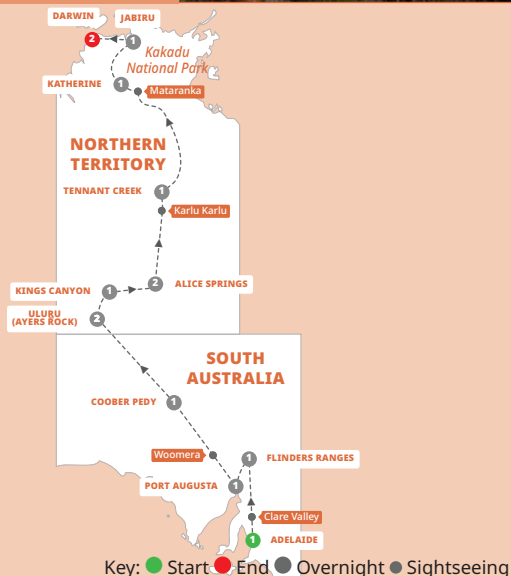 DARWIN
JABIRU
2
1
Kakadu
National Park
KATHERINE
1
Mataranka
NORTHERN
TERRITORY
TENNANT CREEK
1
Karlu Karlu
KINGS CANYON
1
2
ALICE SPRINGS
ULURU
(AYERS ROCK)
2
SOUTH
AUSTRALIA
COOBER PEDY
1
Woomera
1
FLINDERS RANGES
PORT AUGUSTA
1
Clare Valley
1
ADELAIDE
Key: Start End Overnight Sightseeing